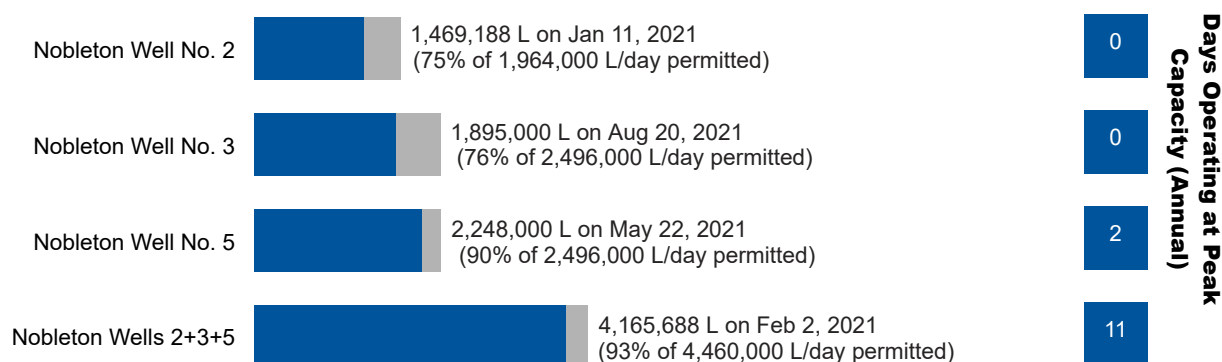 Nobleton Well No. 2
1,469,188 L on Jan 11, 2021
(75% of 1,964,000 L/day permitted)
0
Nobleton Well No. 3
1,895,000 L on Aug 20, 2021
(76% of 2,496,000 L/day permitted)
0
Nobleton Well No. 5
2,248,000 L on May 22, 2021
(90% of 2,496,000 L/day permitted)
2
Nobleton Wells 2+3+5
4,165,688 L on Feb 2, 2021
(93% of 4,460,000 L/day permitted)
11
Days Operating at Peak
Capacity (Annual)